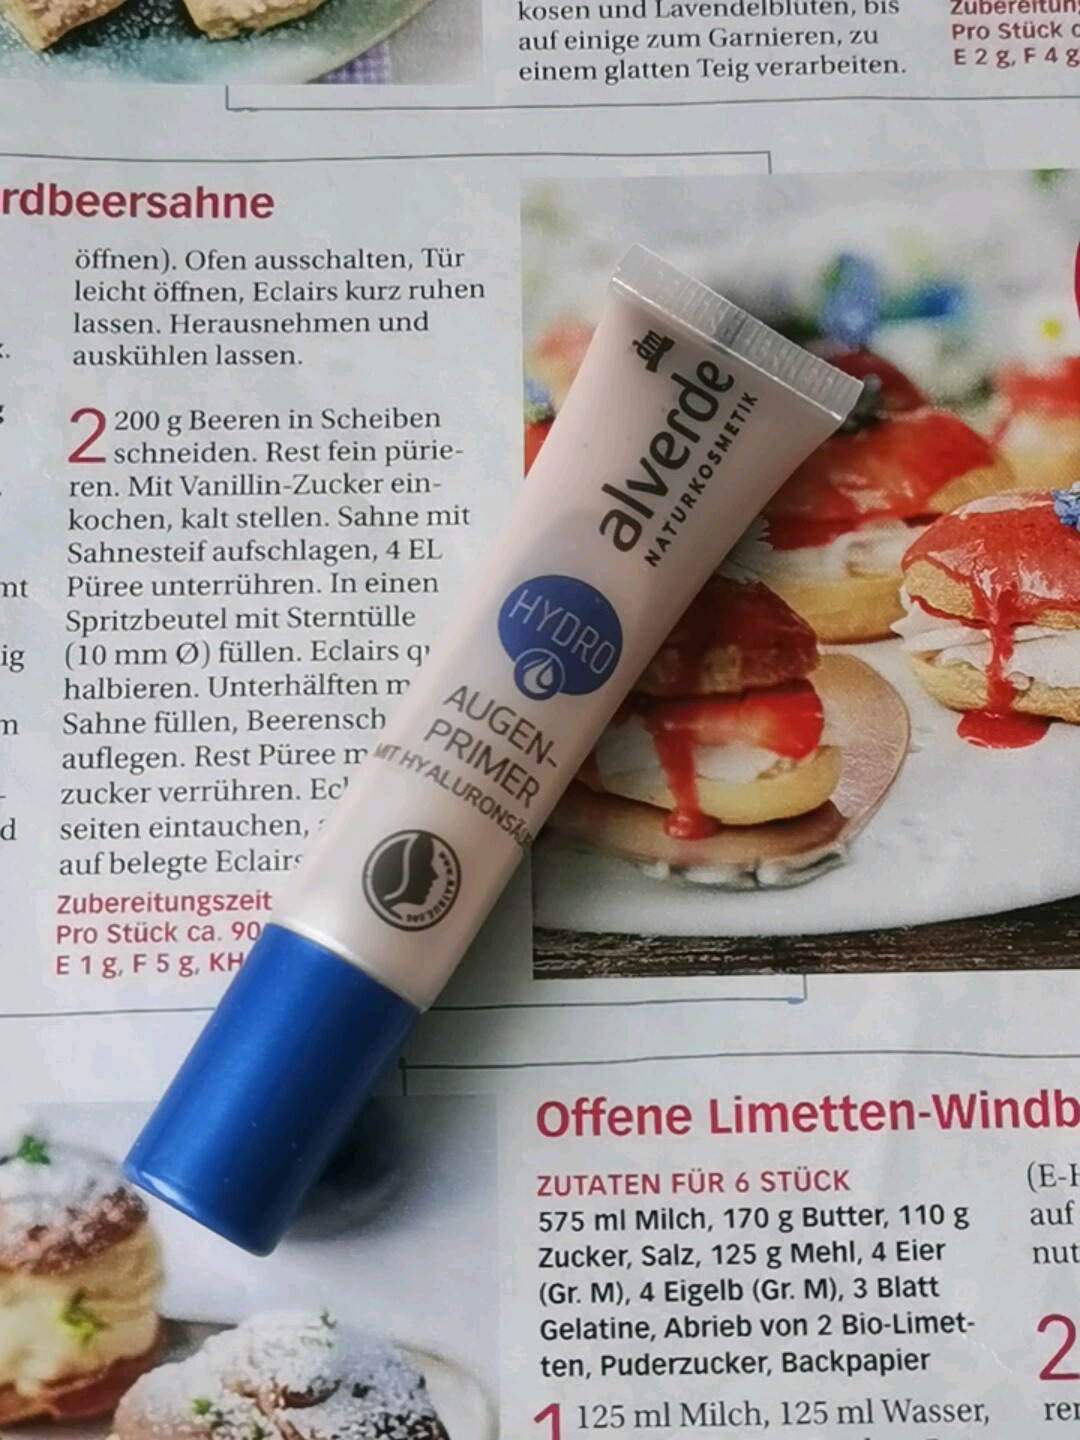 kosen und Lavendelblüten, bis
auf einige zum Garnieren, zu
einem glatten Teig verarbeiten.
Pro Stück
E 2 g, F 4 g
rdbeersahne
öffnen). Ofen ausschalten, Tür
leicht öffnen, Eclairs kurz ruhen
lassen. Herausnehmen und
auskühlen lassen.
2 200 g Beeren in Scheiben
schneiden. Rest fein pürie-
ren. Mit Vanillin-Zucker ein-
kochen, kalt stellen. Sahne mit
Sahnesteif aufschlagen, 4 EL
Püree unterrühren. In einen
Spritzbeutel mit Sterntülle
(10 mm Ø) füllen. Eclairs
halbieren. Unterhälften
Sahne füllen, Beerensch
auflegen. Rest Püree
zucker verrühren.
seiten eintauchen,
auf belegte Eclairs
Zubereitungszeit
Pro Stück ca. 90
E 1 g, F 5 g, KH
dm
alverde
NATURKOSMETIK
HYDRO
AUGEN-
PRIMER
MIT HYALURONSÄU
Offene Limetten-Windb
ZUTATEN FÜR 6 STÜCK
575 ml Milch, 170 g Butter, 110 g
Zucker, Salz, 125 g Mehl, 4 Eier
(Gr. M), 4 Eigelb (Gr. M), 3 Blatt
Gelatine, Abrieb von 2 Bio-Limet-
ten, Puderzucker, Backpapier
1 125 ml Milch, 125 ml Wasser,
auf
nut
2